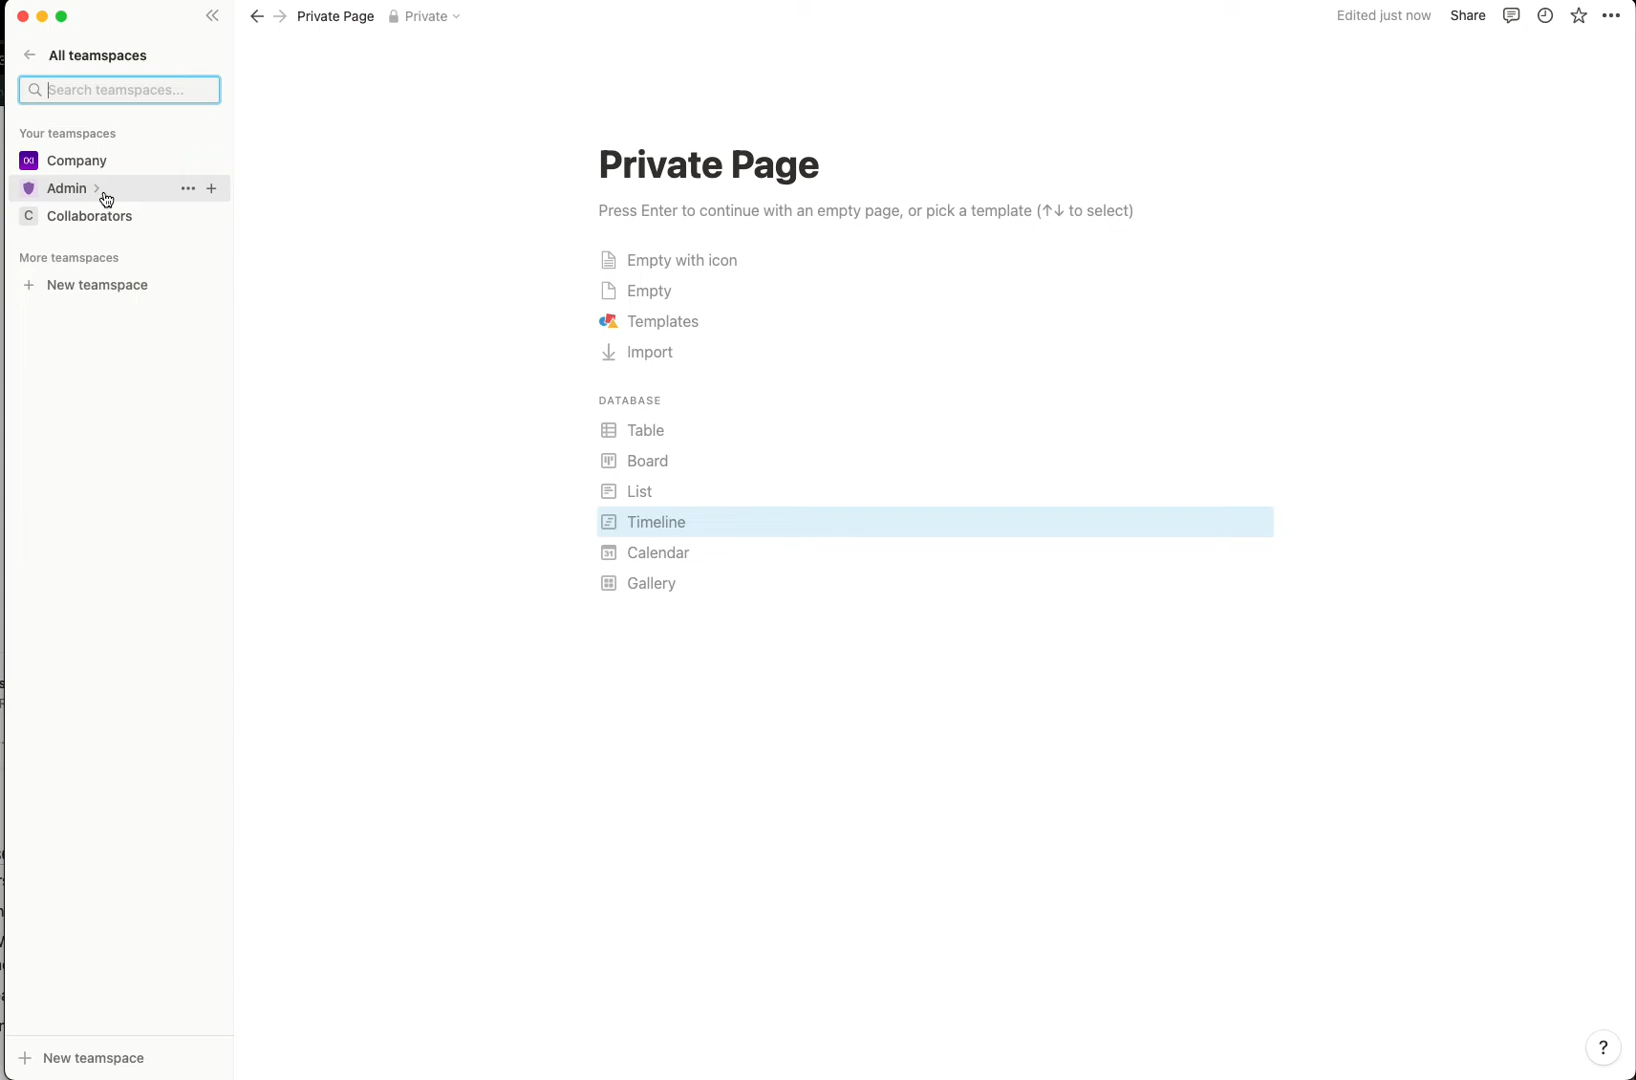 Private Page Private
Edited just now Share
All teamspaces
Search teamspaces...
Your teamspaces
Company
Admin
C Collaborators
More teamspaces
+ New teamspace
Private Page
Press Enter to continue with an empty page, or pick a template (↑↓ to select)
Empty with icon
Empty
Templates
Import
DATABASE
Table
Board
List
Timeline
31 Calendar
Gallery
+ New teamspace
?